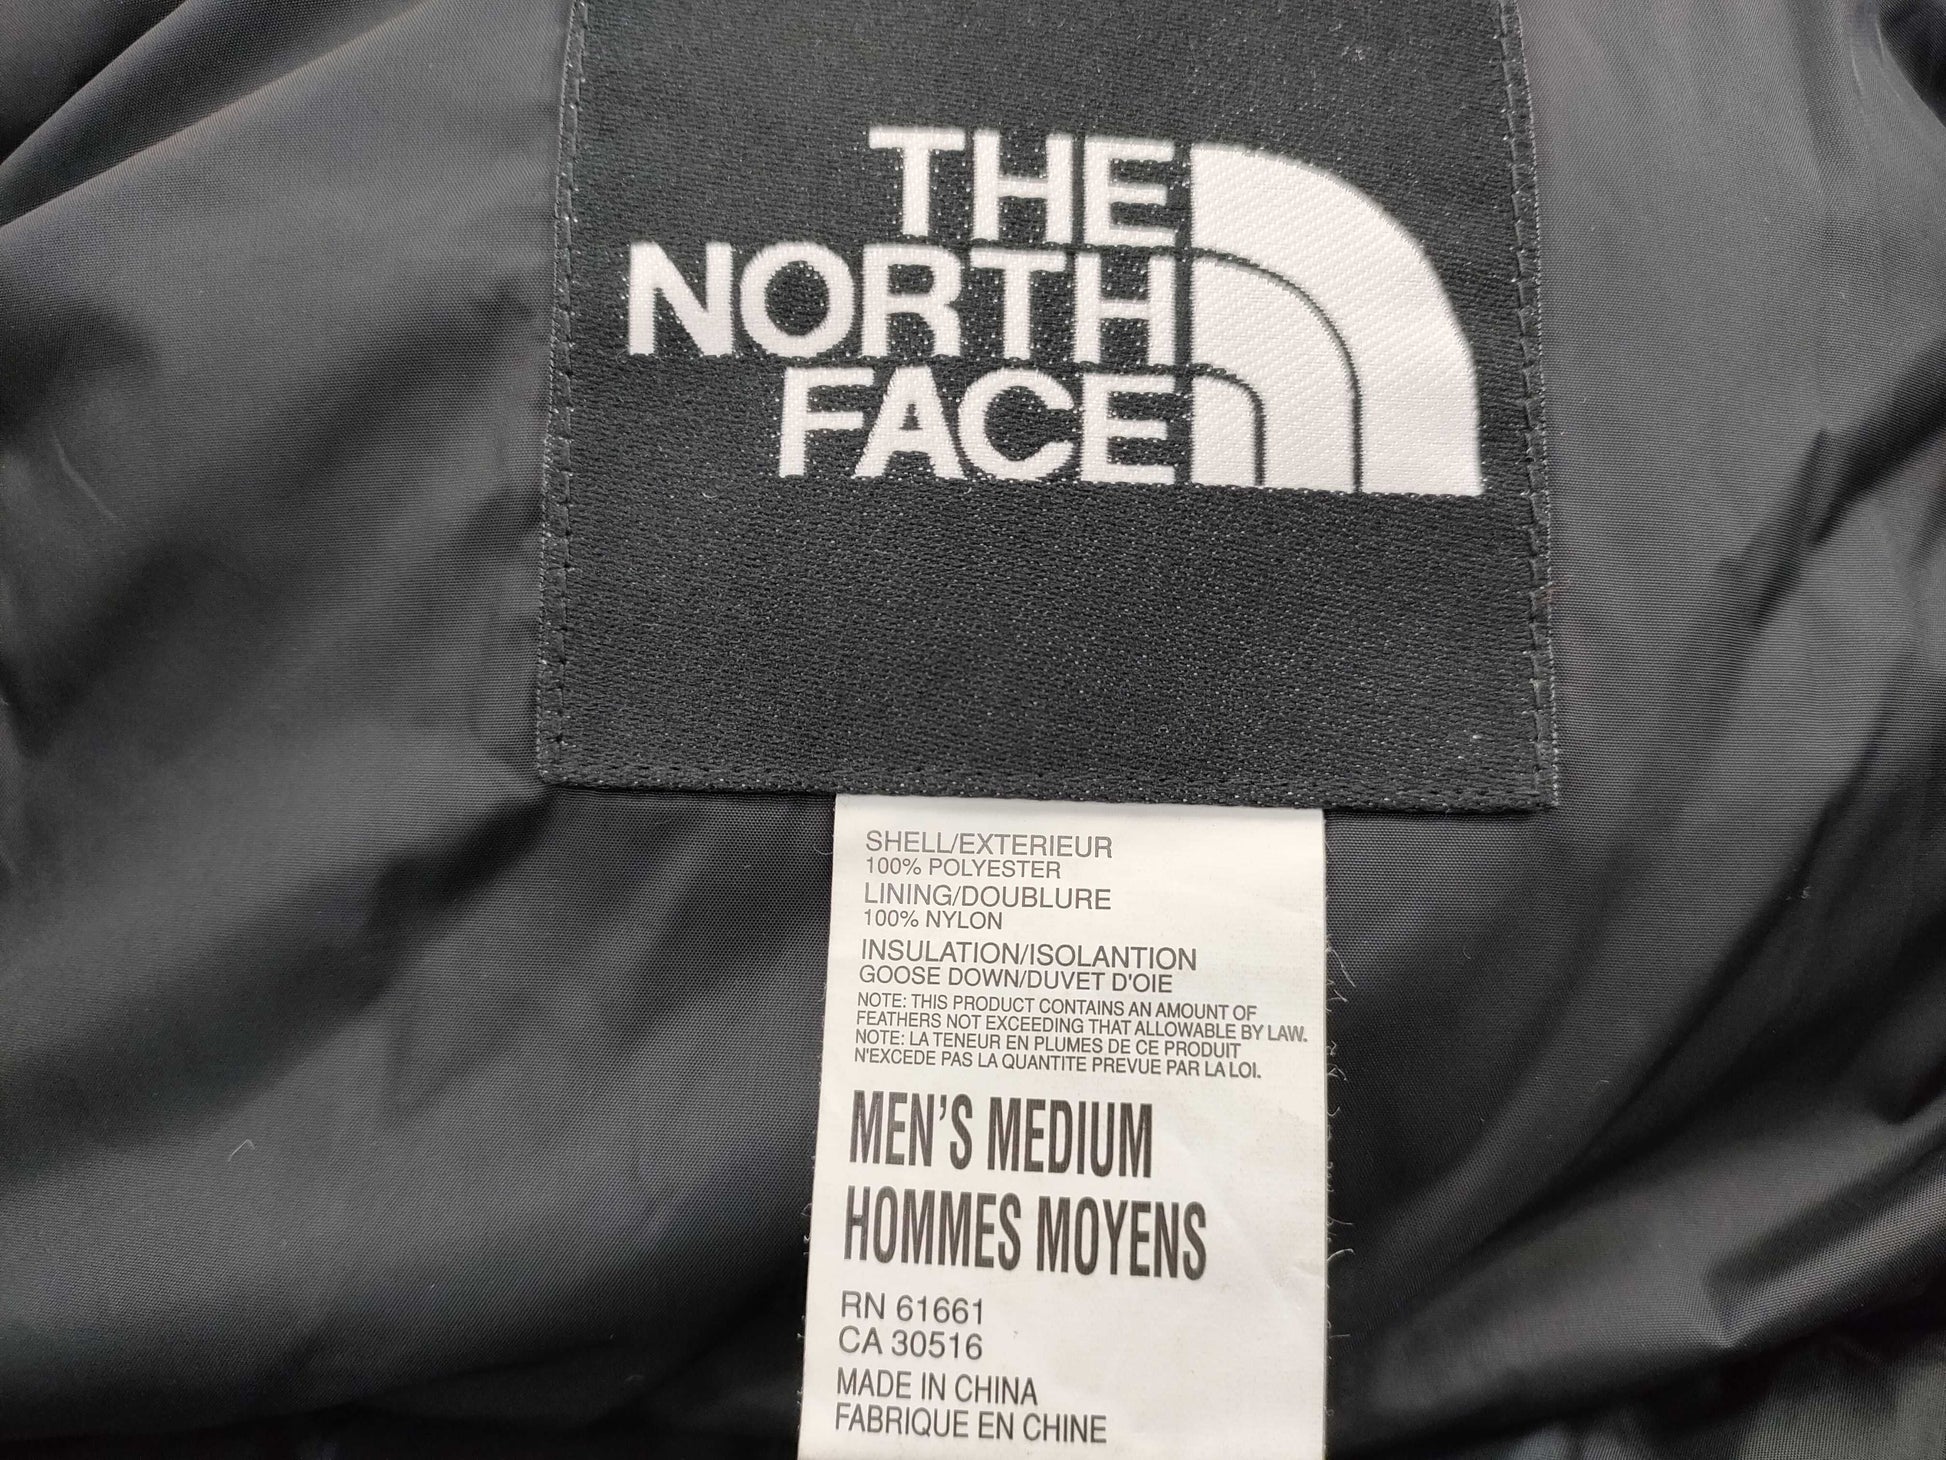 THE
NORTH
FACE
SHELL/EXTERIEUR
100% POLYESTER
LINING/DOUBLURE
100% NYLON
INSULATION/ISOLANTION
GOOSE DOWN/DUVET D'OIE
NOTE: THIS PRODUCT CONTAINS AN AMOUNT OF
FEATHERS NOT EXCEEDING THAT ALLOWABLE BY LAW.
NOTE: LA TENEUR EN PLUMES DE CE PRODUIT
N'EXCEDE PAS LA QUANTITE PREVUE PAR LA LOI.
MEN'S MEDIUM
HOMMES MOYENS
RN 61661
CA 30516
MADE IN CHINA
FABRIQUE EN CHINE